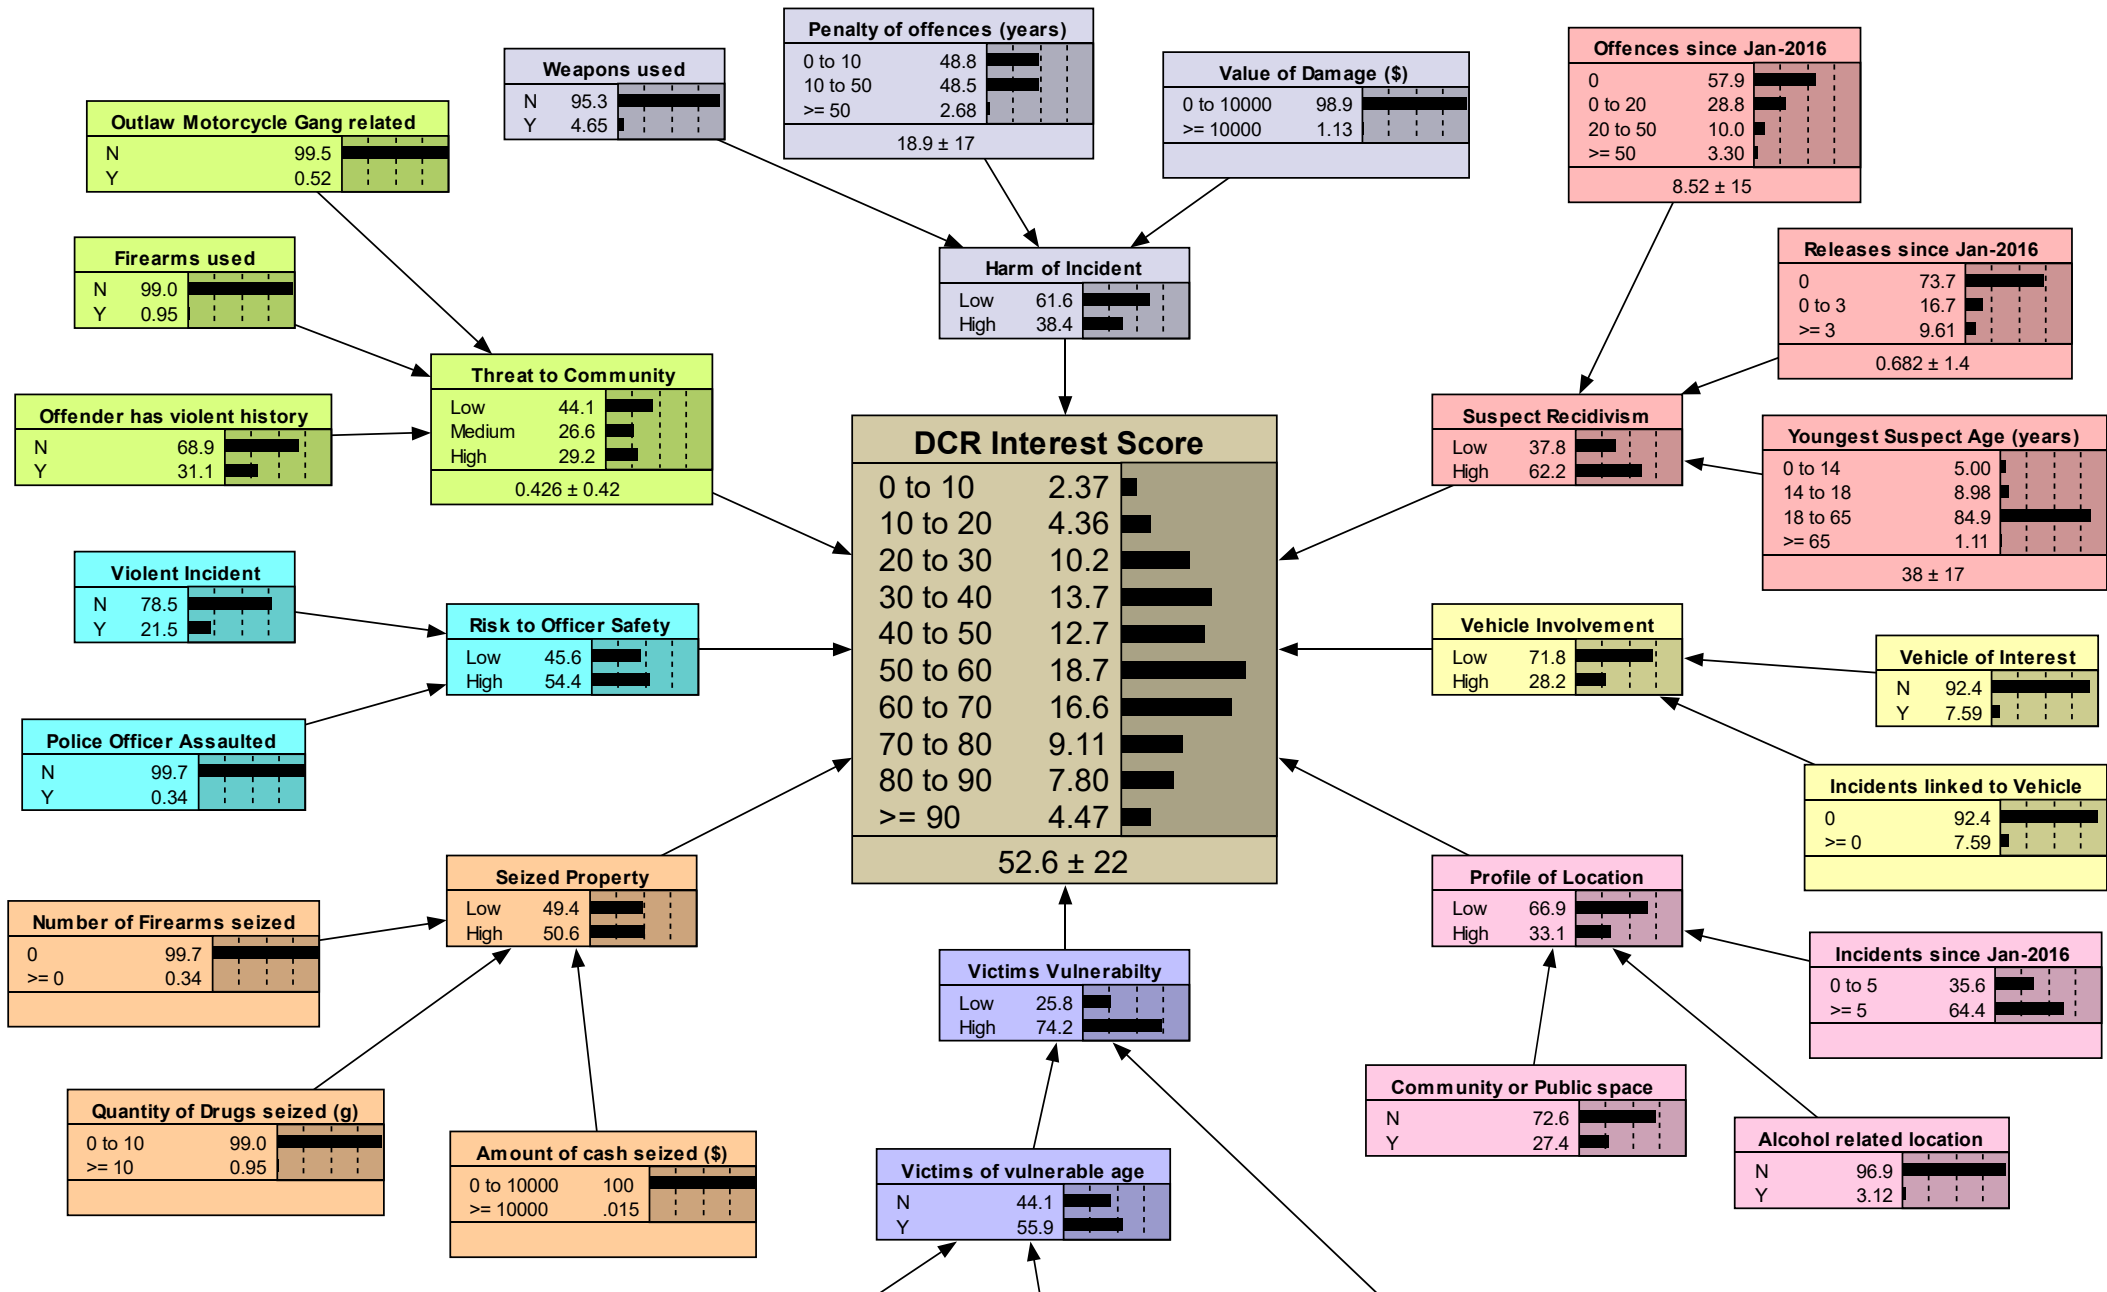 Penalty of offences (years)
0 to 10 48.8
10 to 50 48.5
>= 50 2.68
18.9 ± 17
Weapons used
N 95.3
Y 4.65
Value of Damage ($)
0 to 10000 98.9
>= 10000 1.13
Offences since Jan-2016
0 57.9
0 to 20 28.8
20 to 50 10.0
>= 50 3.30
8.52 ± 15
Outlaw Motorcycle Gang related
N 99.5
Y 0.52
Firearms used
N 99.0
Y 0.95
Harm of Incident
Low 61.6
High 38.4
Releases since Jan-2016
0 73.7
0 to 3 16.7
>= 3 9.61
0.682 ± 1.4
Threat to Community
Low 44.1
Medium 26.6
High 29.2
0.426 ± 0.42
Offender has violent history
N 68.9
Y 31.1
Suspect Recidivism
Low 37.8
High 62.2
Youngest Suspect Age (years)
0 to 14 5.00
14 to 18 8.98
18 to 65 84.9
>= 65 1.11
38 ± 17
DCR Interest Score
0 to 10 2.37
10 to 20 4.36
20 to 30 10.2
30 to 40 13.7
40 to 50 12.7
50 to 60 18.7
60 to 70 16.6
70 to 80 9.11
80 to 90 7.80
>= 90 4.47
52.6 ± 22
Violent Incident
N 78.5
Y 21.5
Risk to Officer Safety
Low 45.6
High 54.4
Vehicle Involvement
Low 71.8
High 28.2
Vehicle of Interest
N 92.4
Y 7.59
Police Officer Assaulted
N 99.7
Y 0.34
Incidents linked to Vehicle
0 92.4
>= 0 7.59
Seized Property
Low 49.4
High 50.6
Profile of Location
Low 66.9
High 33.1
Number of Firearms seized
0 99.7
>= 0 0.34
Victims Vulnerabilty
Low 25.8
High 74.2
Incidents since Jan-2016
0 to 5 35.6
>= 5 64.4
Community or Public space
N 72.6
Y 27.4
Quantity of Drugs seized (g)
0 to 10 99.0
>= 10 0.95
Amount of cash seized ($)
0 to 10000 100
>= 10000 .015
Victims of vulnerable age
N 44.1
Y 55.9
Alcohol related location
N 96.9
Y 3.12